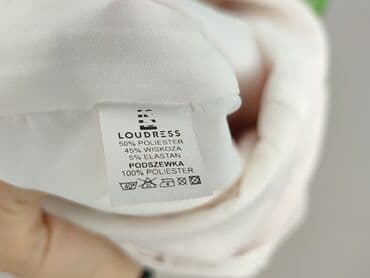 LOUDRESS
50% POLIESTER
45% WISKOZA
5% ELASTAN
PODSZEWKA
100% POLIESTER